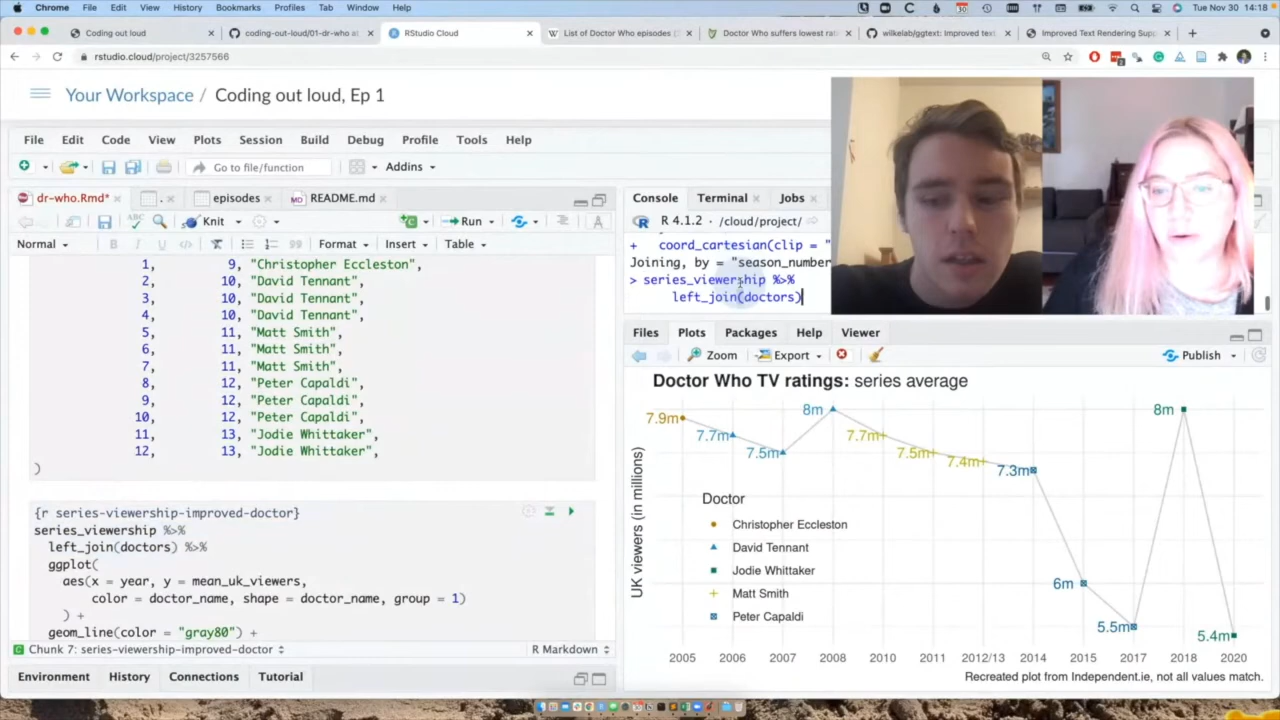 Chrome File Edit View History Bookmarks Profiles Tab Window Help Tue Nov 30 14:18
Coding out loud
coding-out-loud/01-dr-who at
RStudio Cloud
List of Doctor Who episodes (
Doctor Who suffers lowest rati
wilkelab/ggtext: Improved text
Improved Text Rendering Supp
rstudio.cloud/project/3257566
Your Workspace / Coding out loud, Ep 1
File Edit Code View Plots Session Build Debug Profile Tools Help
Go to file/function Addins
dr-who.Rmd* . episodes README.md
Knit Run
Normal B I U Format Insert Table
1, 9, "Christopher Eccleston",
2, 10, "David Tennant",
3, 10, "David Tennant",
4, 10, "David Tennant",
5, 11, "Matt Smith",
6, 11, "Matt Smith",
7, 11, "Matt Smith",
8, 12, "Peter Capaldi",
9, 12, "Peter Capaldi",
10, 12, "Peter Capaldi",
11, 13, "Jodie Whittaker",
12, 13, "Jodie Whittaker",
)
{r series-viewership-improved-doctor}
series_viewership %>%
left_join(doctors) %>%
ggplot(
aes(x = year, y = mean_uk_viewers,
color = doctor_name, shape = doctor_name, group = 1)
) +
geom_line(color = "gray80") +
Chunk 7: series-viewership-improved-doctor R Markdown
Environment History Connections Tutorial
Console Terminal Jobs
R 4.1.2 · /cloud/project/
+ coord_cartesian(clip = "
Joining, by = "season_number
> series_viewership %>%
left_join(doctors)
Files Plots Packages Help Viewer
Zoom Export Publish
Doctor Who TV ratings: series average
UK viewers (in millions)
7.9m
7.7m
7.5m
8m
7.7m
7.5m
7.4m
7.3m
6m
5.5m
8m
5.4m
Doctor
Christopher Eccleston
David Tennant
Jodie Whittaker
Matt Smith
Peter Capaldi
2005 2006 2007 2008 2010 2011 2012/13 2014 2015 2017 2018 2020
Recreated plot from Independent.ie, not all values match.